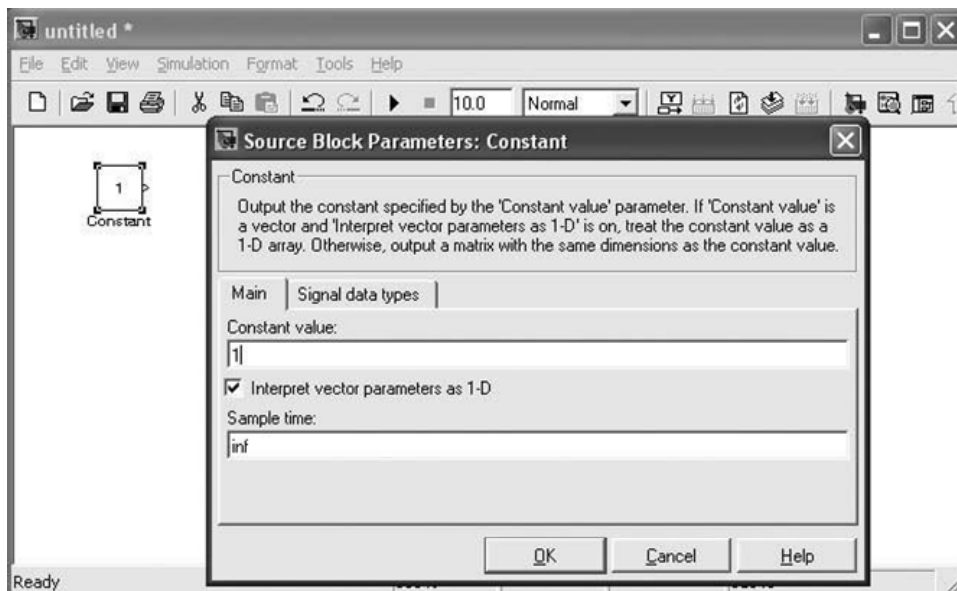 untitled *
File Edit View Simulation Format Tools Help
10.0 Normal
Source Block Parameters: Constant
1
Constant
Constant
Output the constant specified by the 'Constant value' parameter. If 'Constant value' is
a vector and 'Interpret vector parameters as 1-D' is on, treat the constant value as a
1-D array. Otherwise, output a matrix with the same dimensions as the constant value.
Main Signal data types
Constant value:
1
Interpret vector parameters as 1-D
Sample time:
inf
OK Cancel Help
Ready